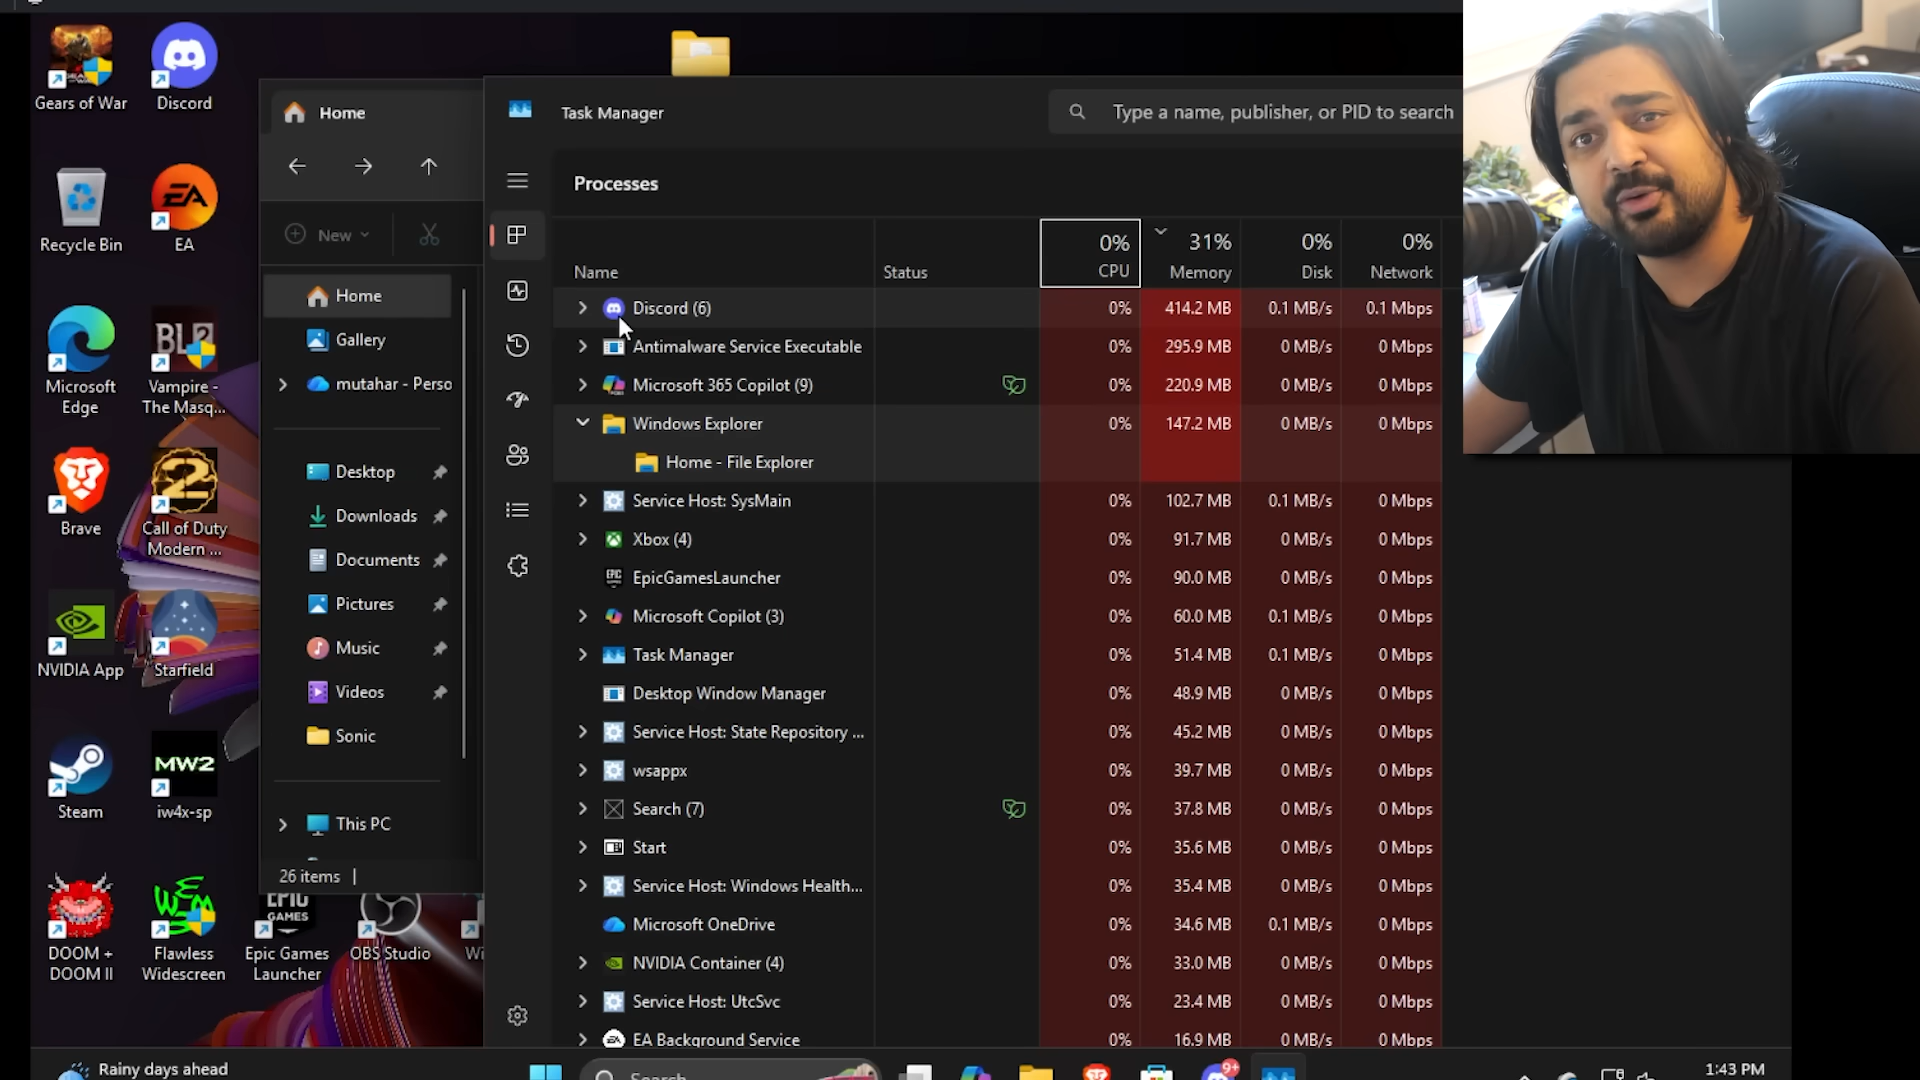 Gears of War
Discord
Recycle Bin
EA
Microsoft
Edge
Vampire -
The Masq...
Brave
Call of Duty
Modern ...
NVIDIA App
Starfield
Steam
MW2
iw4x-sp
DOOM +
DOOM II
Flawless
Widescreen
EPIC
GAMES
Epic Games
Launcher
OBS Studio
Wi
Home
New
Home
Gallery
mutahar - Perso
Desktop
Downloads
Documents
Pictures
Music
Videos
Sonic
This PC
26 items
Task Manager
Type a name, publisher, or PID to search
Processes
0% 31% 0% 0%
Name Status CPU Memory Disk Network
Discord (6) 0% 414.2 MB 0.1 MB/s 0.1 Mbps
Antimalware Service Executable 0% 295.9 MB 0 MB/s 0 Mbps
Microsoft 365 Copilot (9) 0% 220.9 MB 0 MB/s 0 Mbps
Windows Explorer 0% 147.2 MB 0 MB/s 0 Mbps
Home - File Explorer
Service Host: SysMain 0% 102.7 MB 0.1 MB/s 0 Mbps
Xbox (4) 0% 91.7 MB 0 MB/s 0 Mbps
EpicGamesLauncher 0% 90.0 MB 0 MB/s 0 Mbps
Microsoft Copilot (3) 0% 60.0 MB 0.1 MB/s 0 Mbps
Task Manager 0% 51.4 MB 0.1 MB/s 0 Mbps
Desktop Window Manager 0% 48.9 MB 0 MB/s 0 Mbps
Service Host: State Repository ... 0% 45.2 MB 0 MB/s 0 Mbps
wsappx 0% 39.7 MB 0 MB/s 0 Mbps
Search (7) 0% 37.8 MB 0 MB/s 0 Mbps
Start 0% 35.6 MB 0 MB/s 0 Mbps
Service Host: Windows Health... 0% 35.4 MB 0 MB/s 0 Mbps
Microsoft OneDrive 0% 34.6 MB 0.1 MB/s 0 Mbps
NVIDIA Container (4) 0% 33.0 MB 0 MB/s 0 Mbps
Service Host: UtcSvc 0% 23.4 MB 0 MB/s 0 Mbps
EA Background Service 0% 16.9 MB 0 MB/s 0 Mbps
Rainy days ahead
Search
9+
1:43 PM